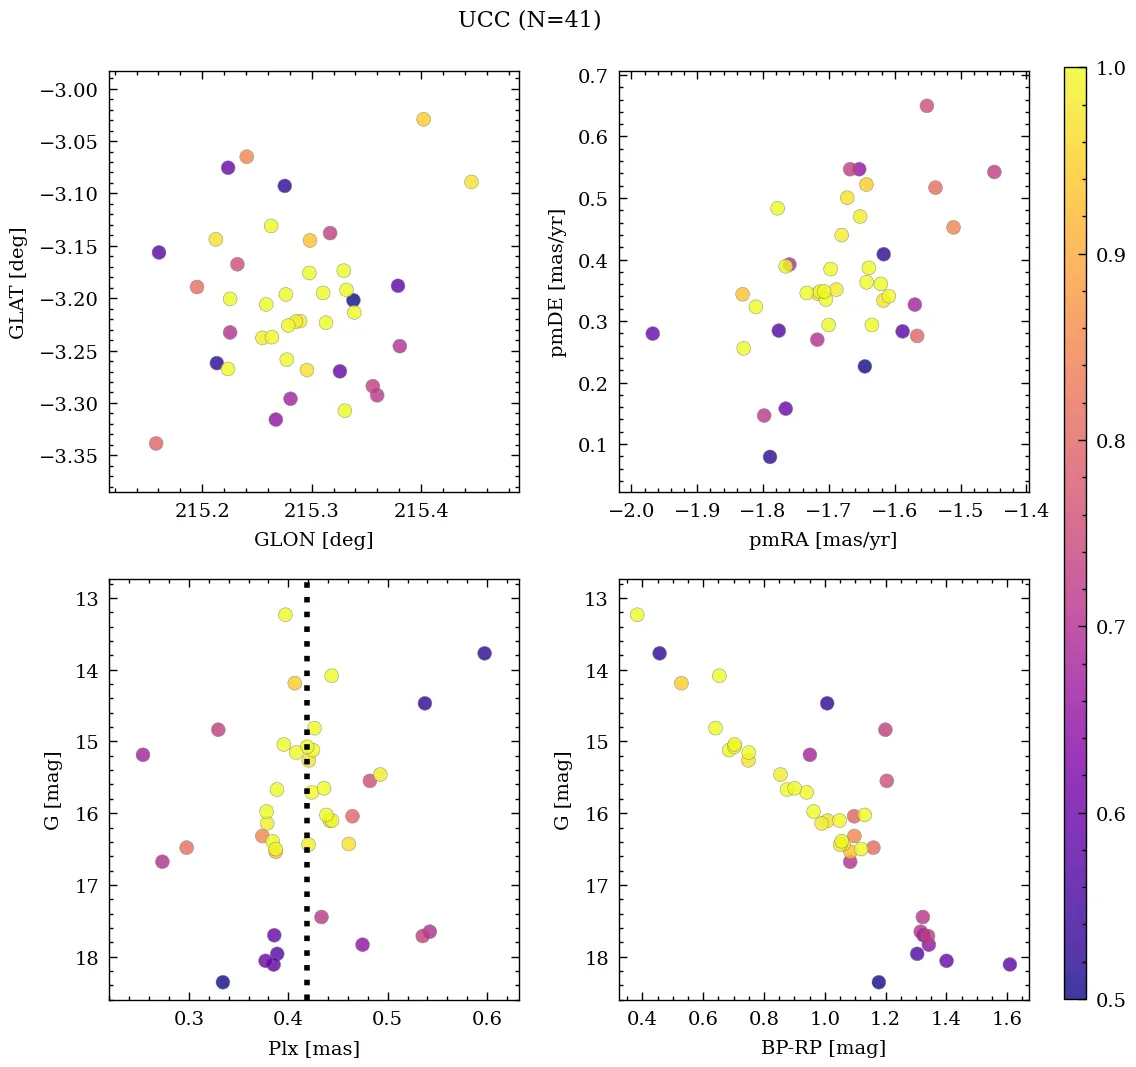 UCC (N=41)
−3.00
−3.05
−3.10
−3.15
−3.20
−3.25
−3.30
−3.35
GLAT [deg]
215.2 215.3 215.4
GLON [deg]
0.7
0.6
0.5
0.4
0.3
0.2
0.1
pmDE [mas/yr]
−2.0 −1.9 −1.8 −1.7 −1.6 −1.5 −1.4
pmRA [mas/yr]
13
14
15
16
17
18
G [mag]
0.3 0.4 0.5 0.6
Plx [mas]
13
14
15
16
17
18
G [mag]
0.4 0.6 0.8 1.0 1.2 1.4 1.6
BP-RP [mag]
1.0
0.9
0.8
0.7
0.6
0.5